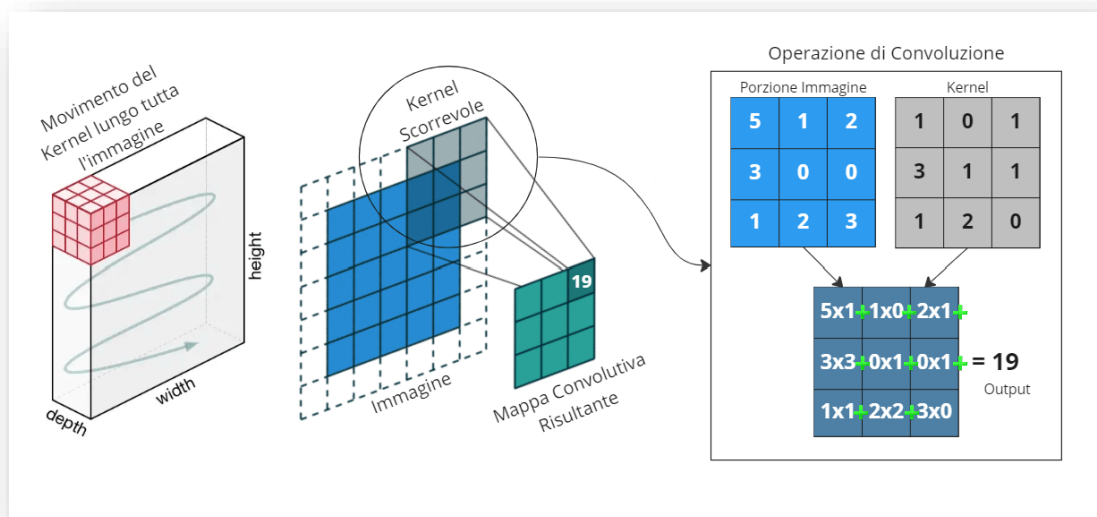 Movimento del
Kernel lungo tutta
l'immagine
height
width
depth
Kernel
Scorrevole
19
Immagine
Mappa Convolutiva
Risultante
Operazione di Convoluzione
Porzione Immagine
5 1 2
3 0 0
1 2 3
Kernel
1 0 1
3 1 1
1 2 0
5x1+1x0+2x1+
3x3+0x1+0x1+ = 19
Output
1x1+2x2+3x0